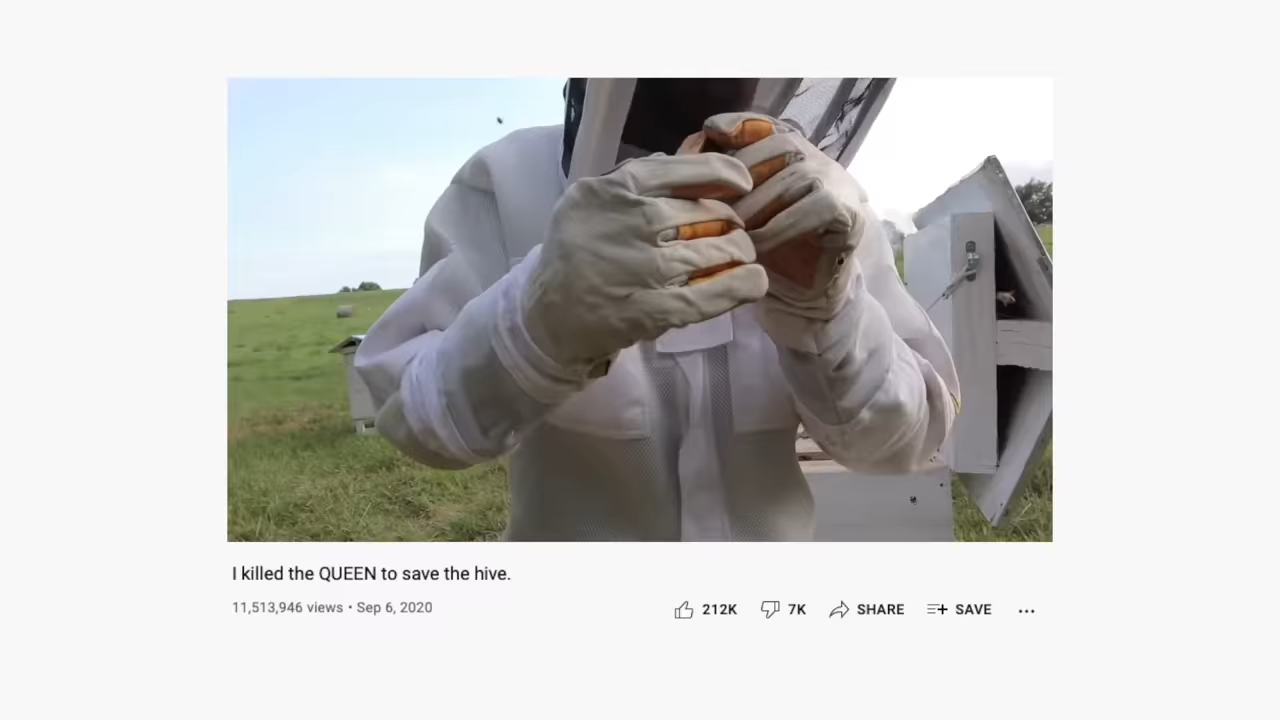 I killed the QUEEN to save the hive.
11,513,946 views • Sep 6, 2020 212K 7K SHARE SAVE